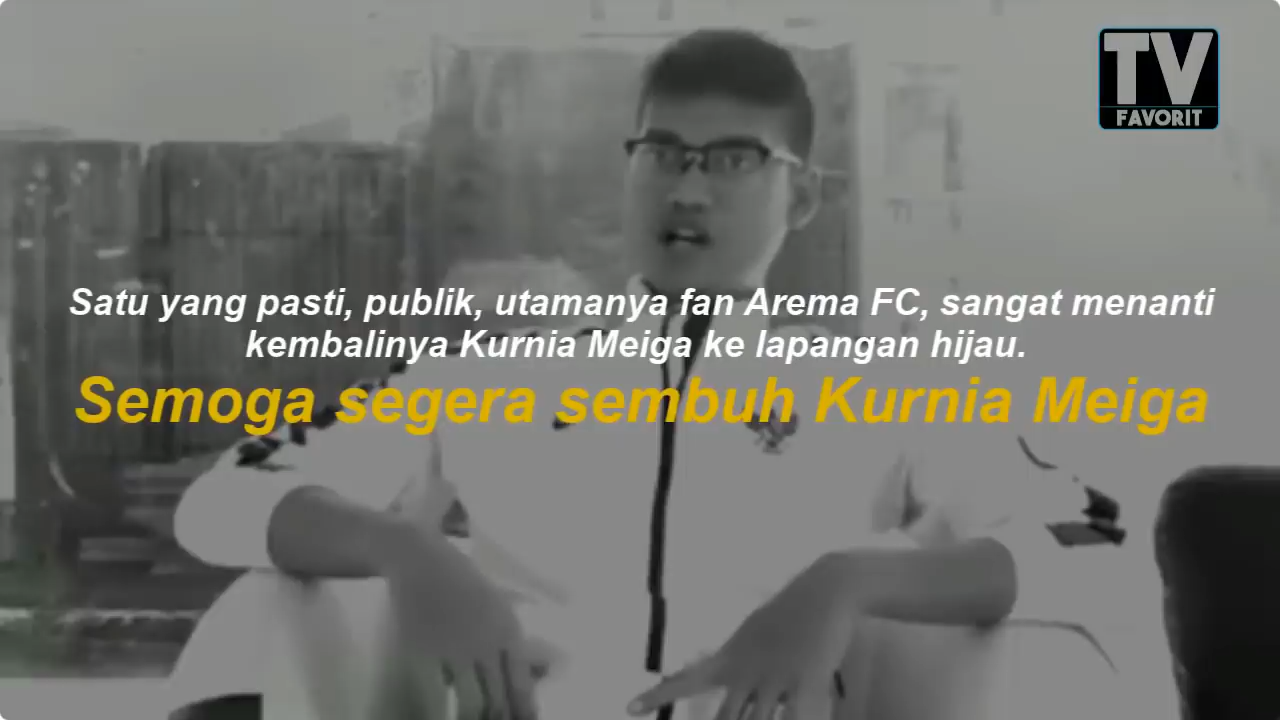 TV
FAVORIT
Satu yang pasti, publik, utamanya fan Arema FC, sangat menanti
kembalinya Kurnia Meiga ke lapangan hijau.
Semoga segera sembuh Kurnia Meiga